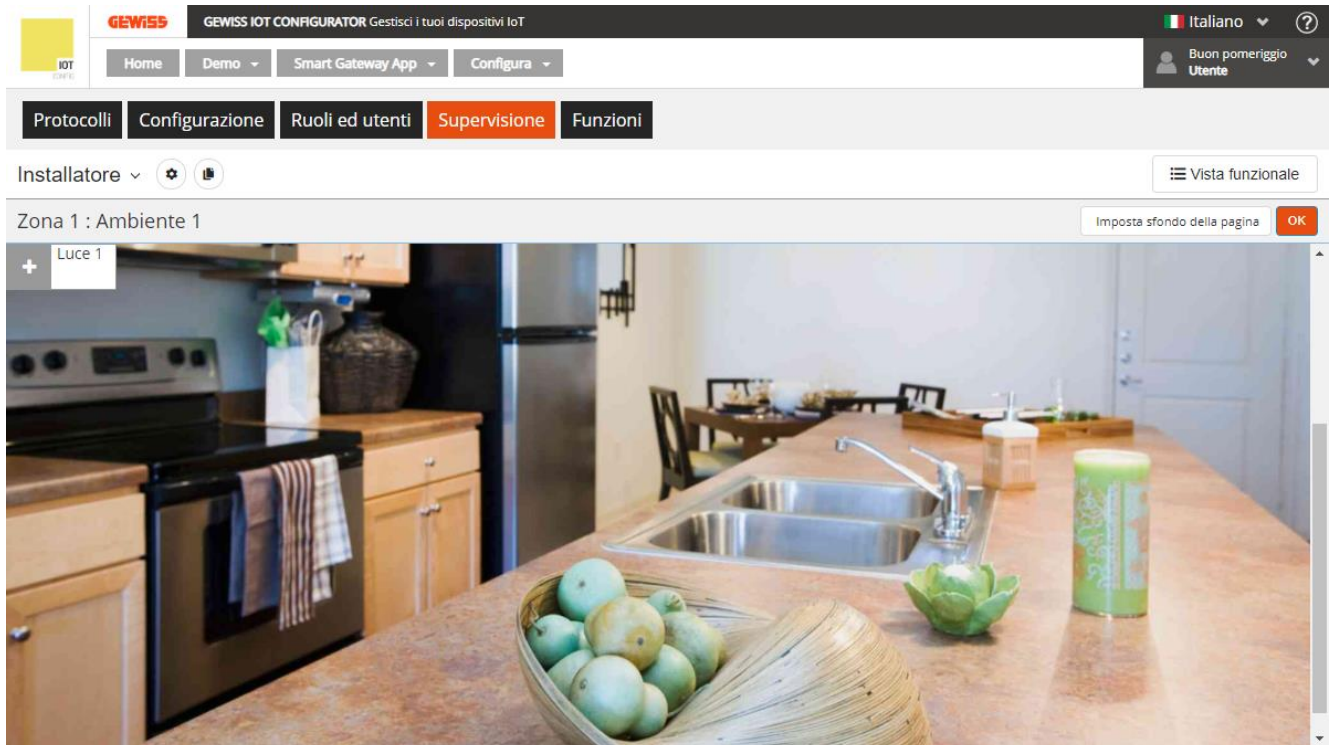 GEWISS GEWISS IOT CONFIGURATOR Gestisci i tuoi dispositivi IoT Italiano ?
IOT
Home Demo Smart Gateway App Configura
Buon pomeriggio
Utente
Protocolli Configurazione Ruoli ed utenti Supervisione Funzioni
Installatore Vista funzionale
Zona 1 : Ambiente 1 Imposta sfondo della pagina OK
+ Luce 1